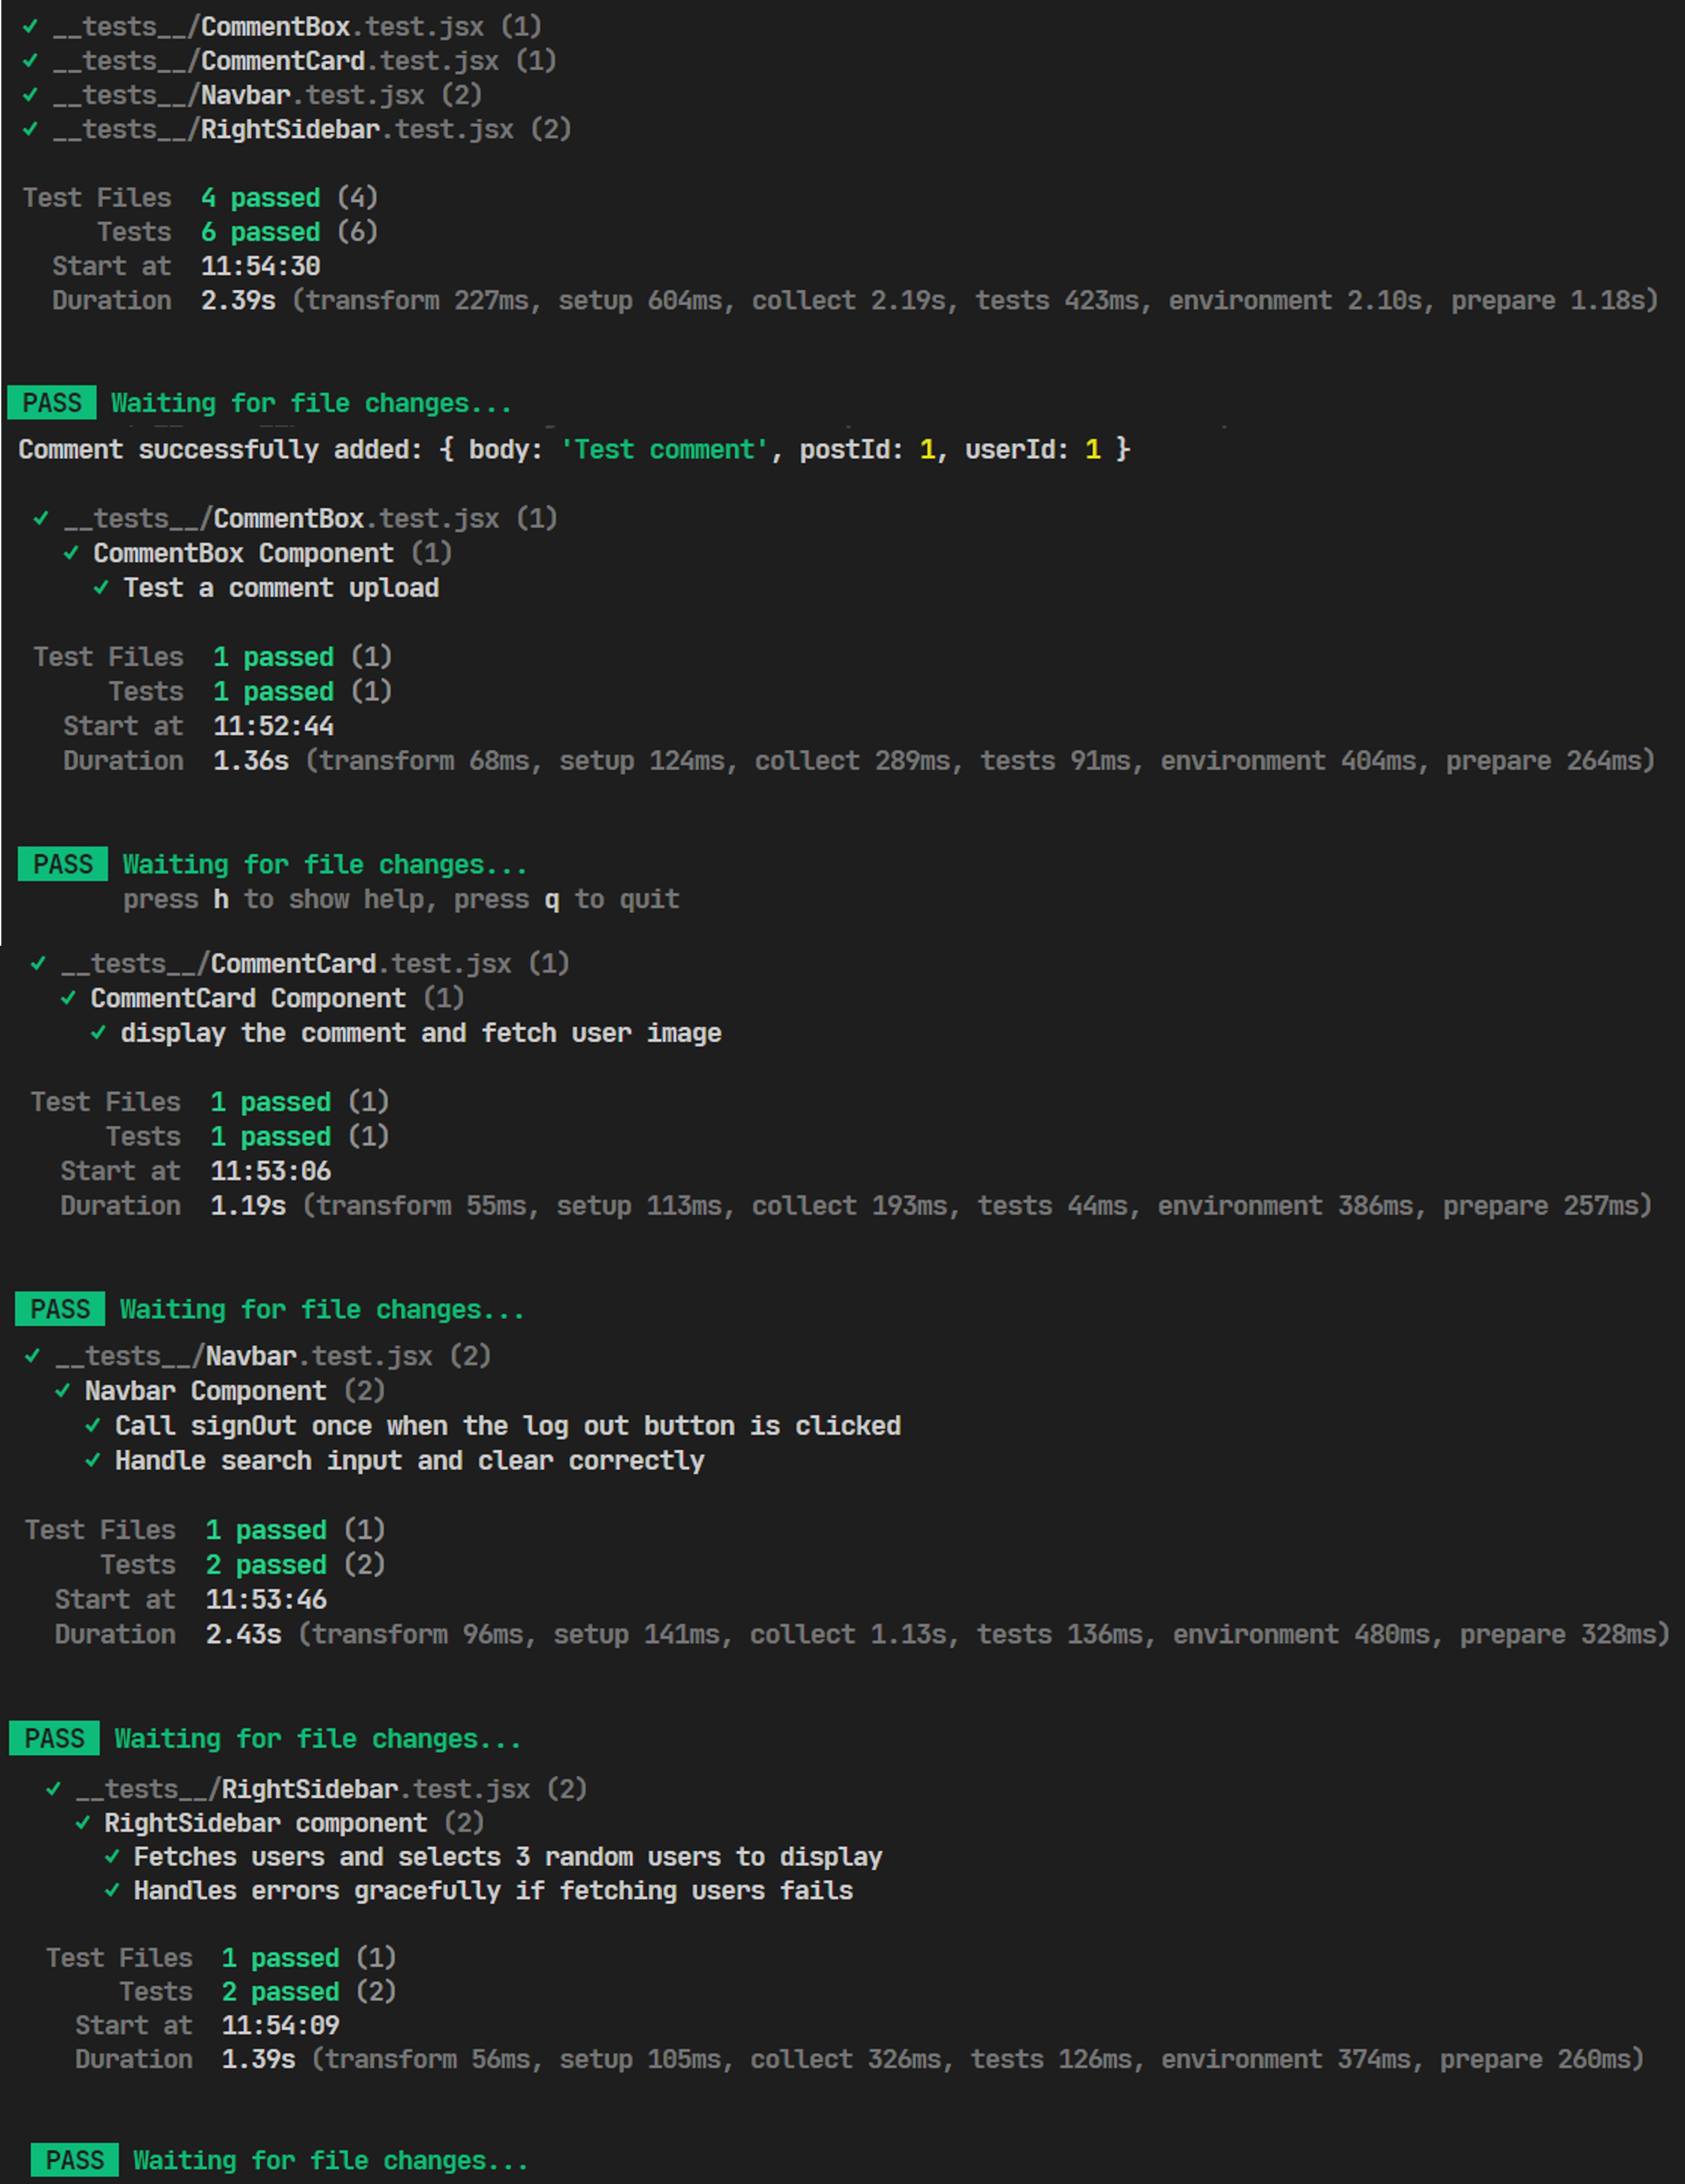 ✓ __tests__/CommentBox.test.jsx (1)
✓ __tests__/CommentCard.test.jsx (1)
✓ __tests__/Navbar.test.jsx (2)
✓ __tests__/RightSidebar.test.jsx (2)
Test Files 4 passed (4)
Tests 6 passed (6)
Start at 11:54:30
Duration 2.39s (transform 227ms, setup 604ms, collect 2.19s, tests 423ms, environment 2.10s, prepare 1.18s)
PASS Waiting for file changes...
Comment successfully added: { body: 'Test comment', postId: 1, userId: 1 }
✓ __tests__/CommentBox.test.jsx (1)
✓ CommentBox Component (1)
✓ Test a comment upload
Test Files 1 passed (1)
Tests 1 passed (1)
Start at 11:52:44
Duration 1.36s (transform 68ms, setup 124ms, collect 289ms, tests 91ms, environment 404ms, prepare 264ms)
PASS Waiting for file changes...
press h to show help, press q to quit
✓ __tests__/CommentCard.test.jsx (1)
✓ CommentCard Component (1)
✓ display the comment and fetch user image
Test Files 1 passed (1)
Tests 1 passed (1)
Start at 11:53:06
Duration 1.19s (transform 55ms, setup 113ms, collect 193ms, tests 44ms, environment 386ms, prepare 257ms)
PASS Waiting for file changes...
✓ __tests__/Navbar.test.jsx (2)
✓ Navbar Component (2)
✓ Call signOut once when the log out button is clicked
✓ Handle search input and clear correctly
Test Files 1 passed (1)
Tests 2 passed (2)
Start at 11:53:46
Duration 2.43s (transform 96ms, setup 141ms, collect 1.13s, tests 136ms, environment 480ms, prepare 328ms)
PASS Waiting for file changes...
✓ __tests__/RightSidebar.test.jsx (2)
✓ RightSidebar component (2)
✓ Fetches users and selects 3 random users to display
✓ Handles errors gracefully if fetching users fails
Test Files 1 passed (1)
Tests 2 passed (2)
Start at 11:54:09
Duration 1.39s (transform 56ms, setup 105ms, collect 326ms, tests 126ms, environment 374ms, prepare 260ms)
PASS Waiting for file changes...